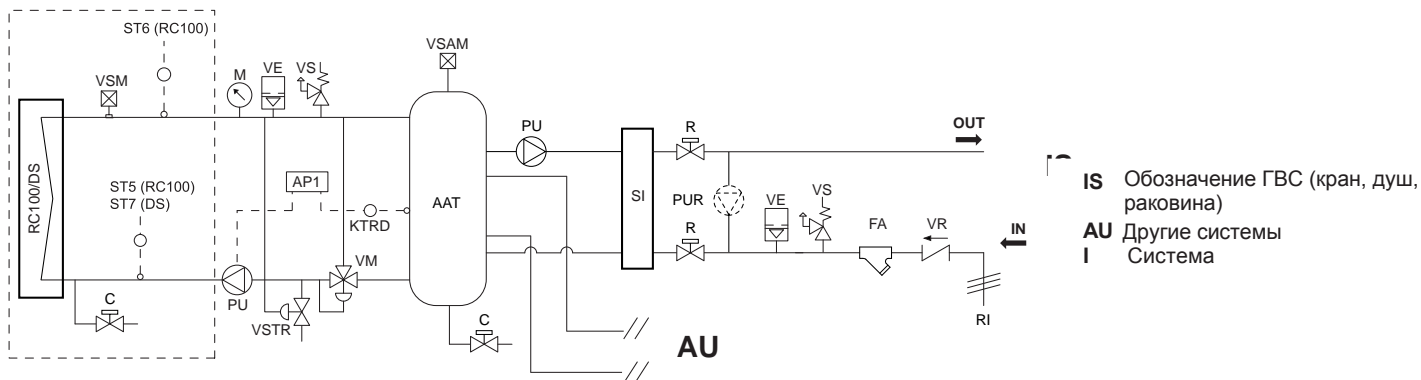 ST6 (RC100)
VSM
M
VE
VS
VSAM
PU
R
OUT
RC100/DS
ST5 (RC100)
ST7 (DS)
AP1
KTRD
AAT
SI
PUR
VE
VS
FA
VR
IN
R
C
PU
VSTR
VM
C
RI
AU
IS Обозначение ГВС (кран, душ,
раковина)
AU Другие системы
I Система